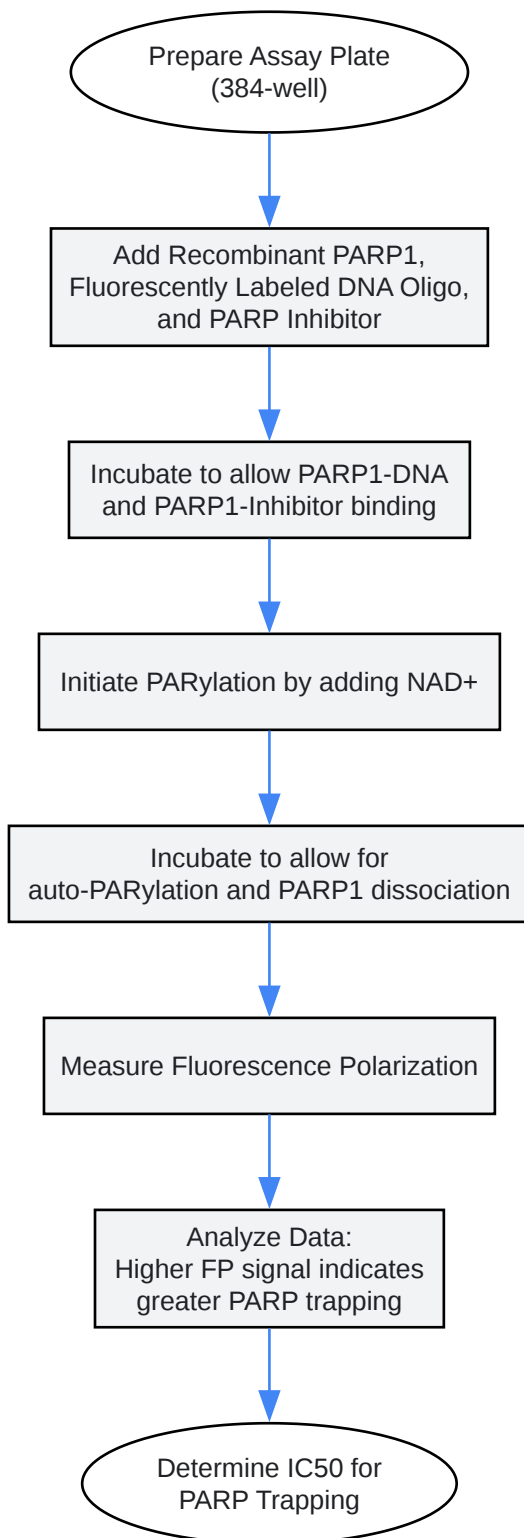 Prepare Assay Plate
(384-well)
Add Recombinant PARP1,
Fluorescently Labeled DNA Oligo,
and PARP Inhibitor
Incubate to allow PARP1-DNA
and PARP1-Inhibitor binding
Initiate PARylation by adding NAD+
Incubate to allow for
auto-PARylation and PARP1 dissociation
Measure Fluorescence Polarization
Analyze Data:
Higher FP signal indicates
greater PARP trapping
Determine IC50 for
PARP Trapping